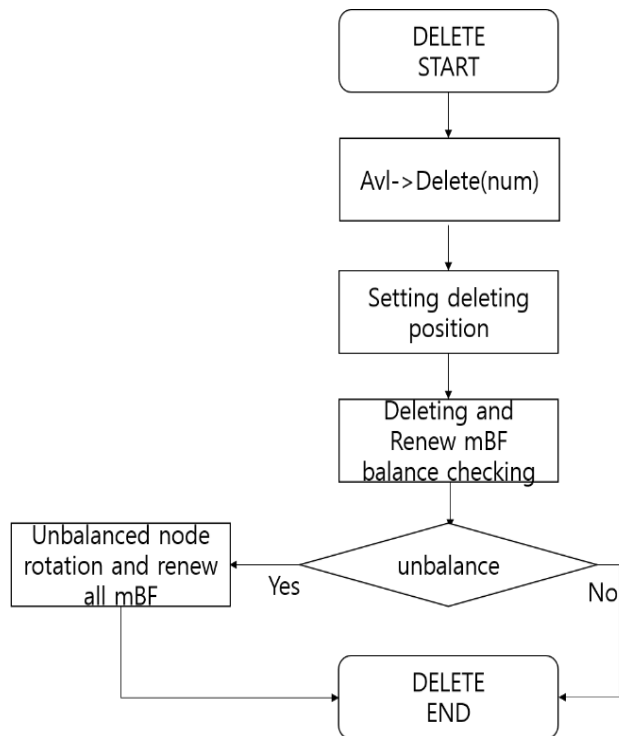 DELETE
START
Avl->Delete(num)
Setting deleting
position
Deleting and
Renew mBF
balance checking
unbalance
Yes
No
Unbalanced node
rotation and renew
all mBF
DELETE
END